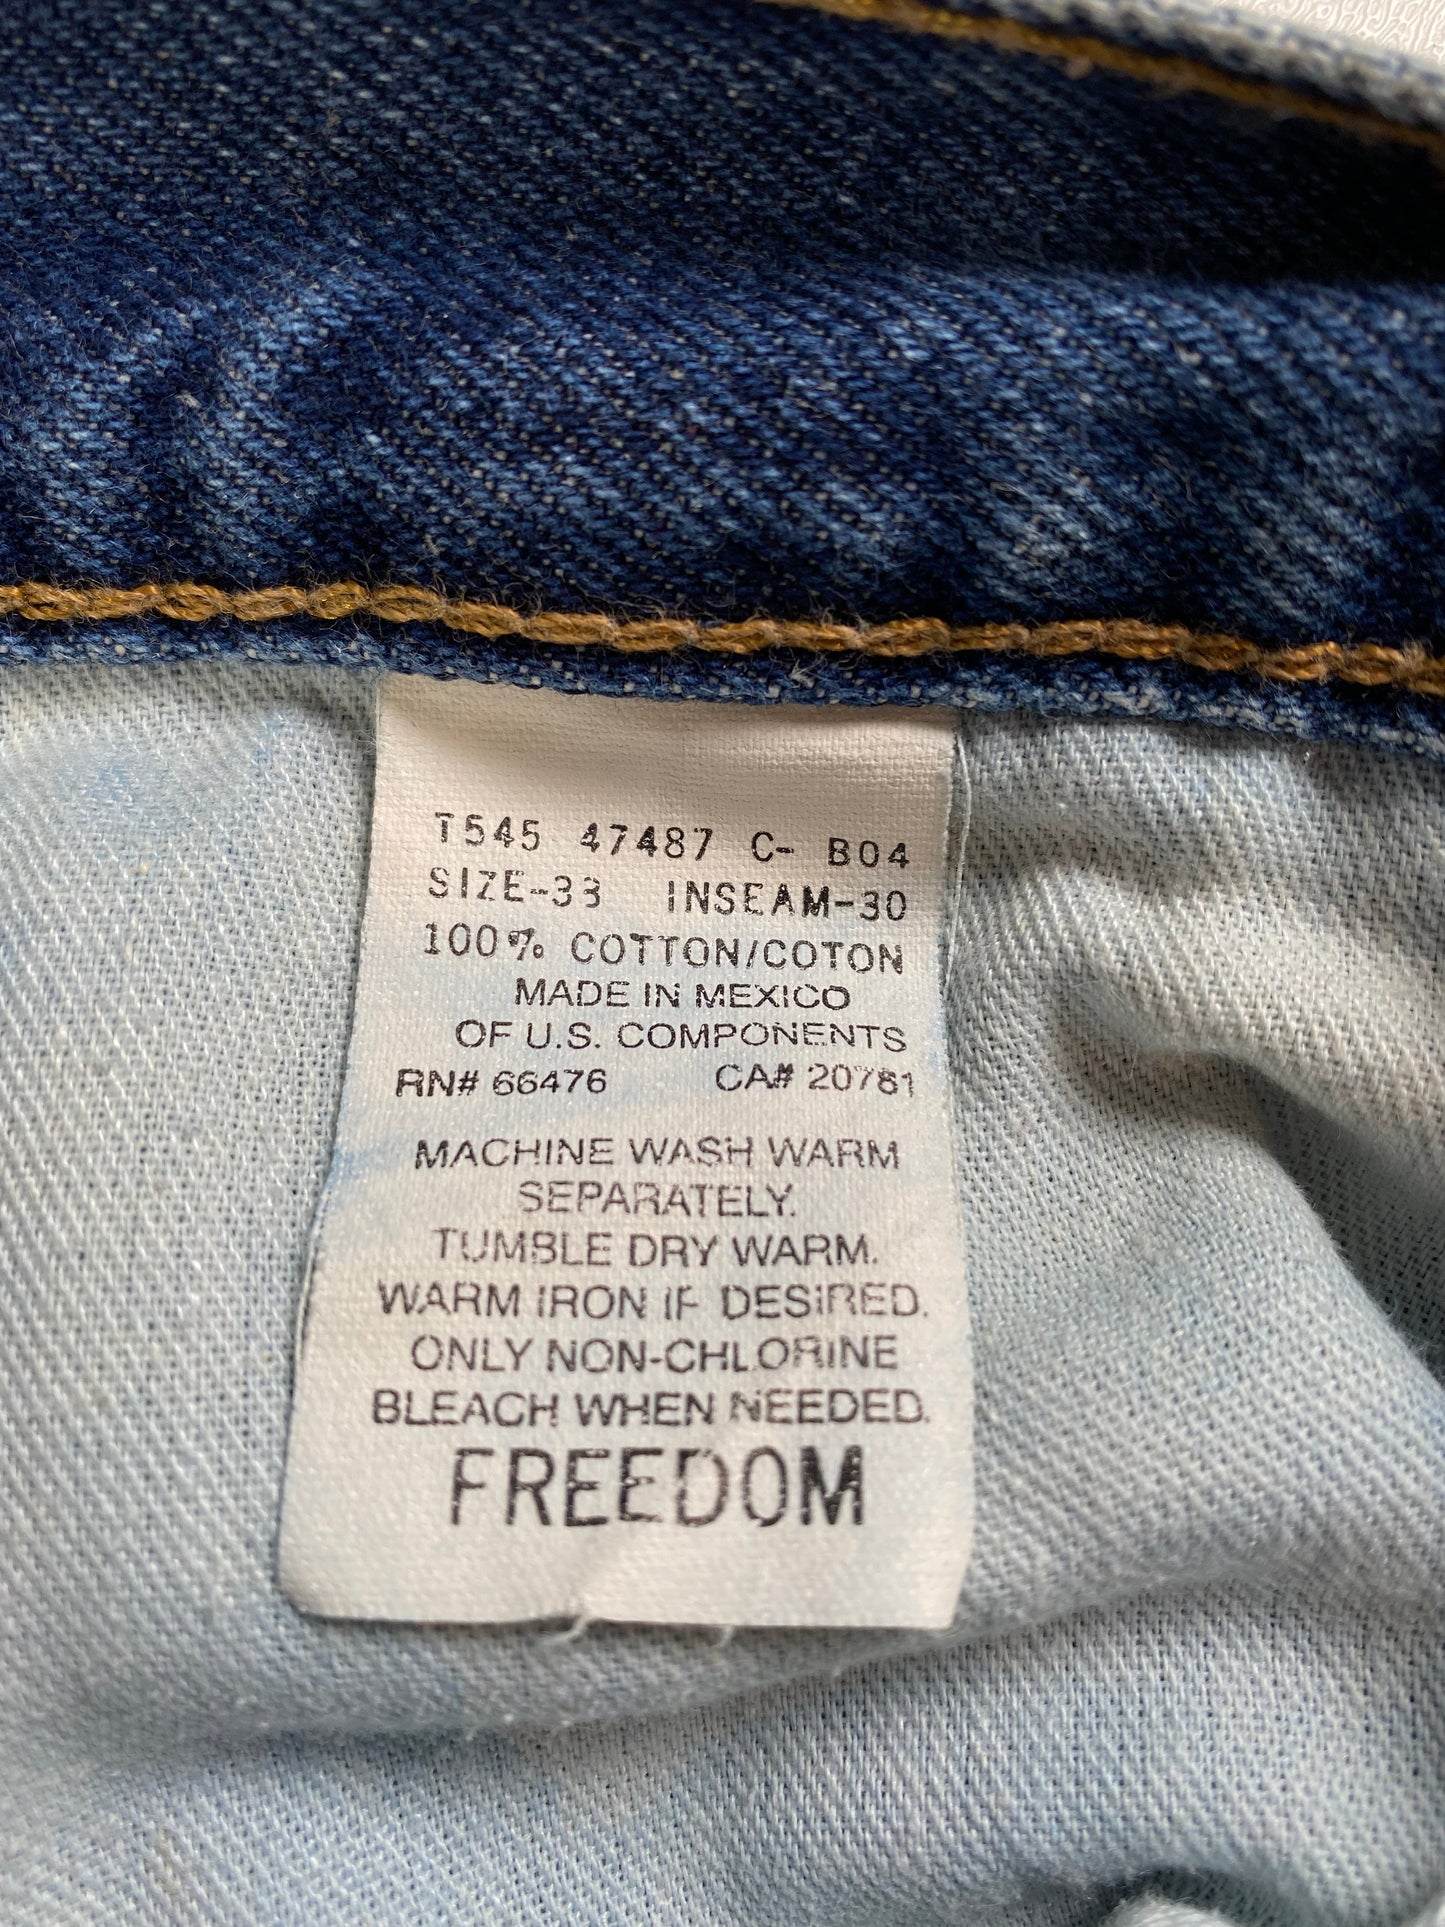 T545 47487 C- B04
SIZE-33 INSEAM-30
100% COTTON/COTON
MADE IN MEXICO
OF U.S. COMPONENTS
RN# 66476 CA# 20781
MACHINE WASH WARM
SEPARATELY.
TUMBLE DRY WARM.
WARM IRON IF DESIRED.
ONLY NON-CHLORINE
BLEACH WHEN NEEDED.
FREEDOM